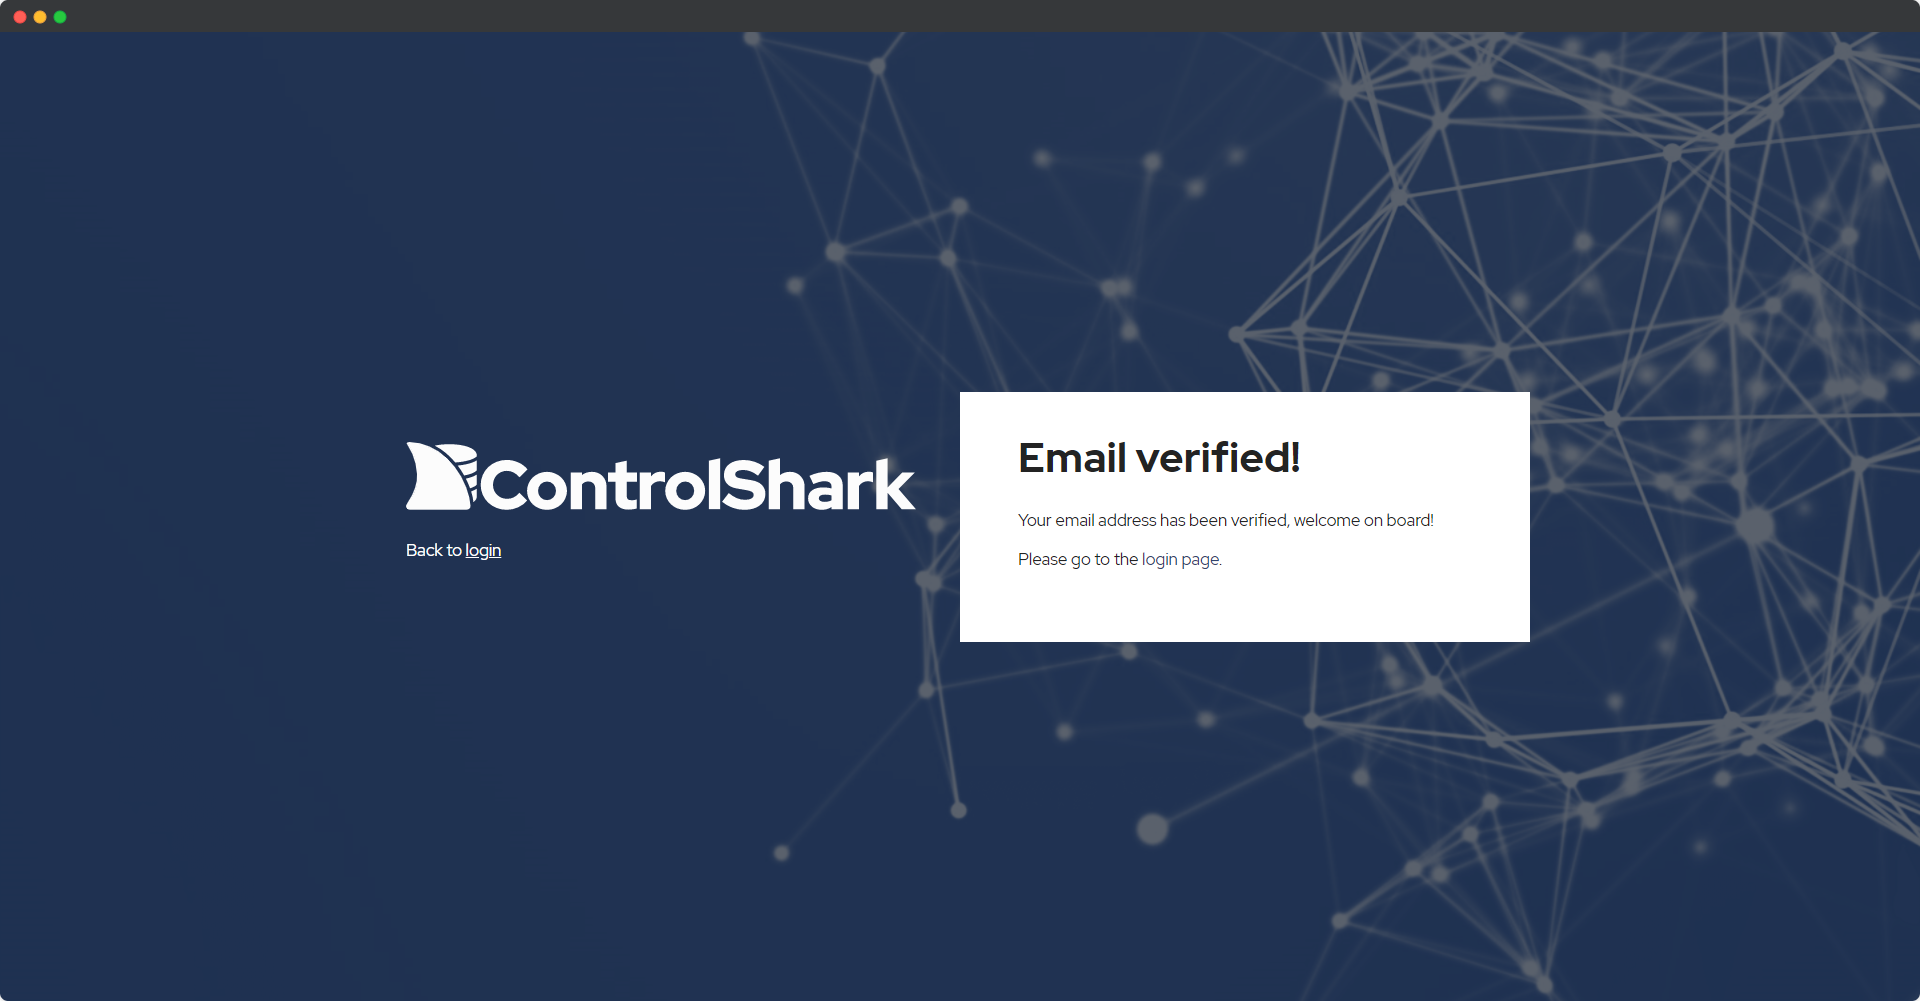 ControlShark
Back to login
Email verified!
Your email address has been verified, welcome on board!
Please go to the login page.